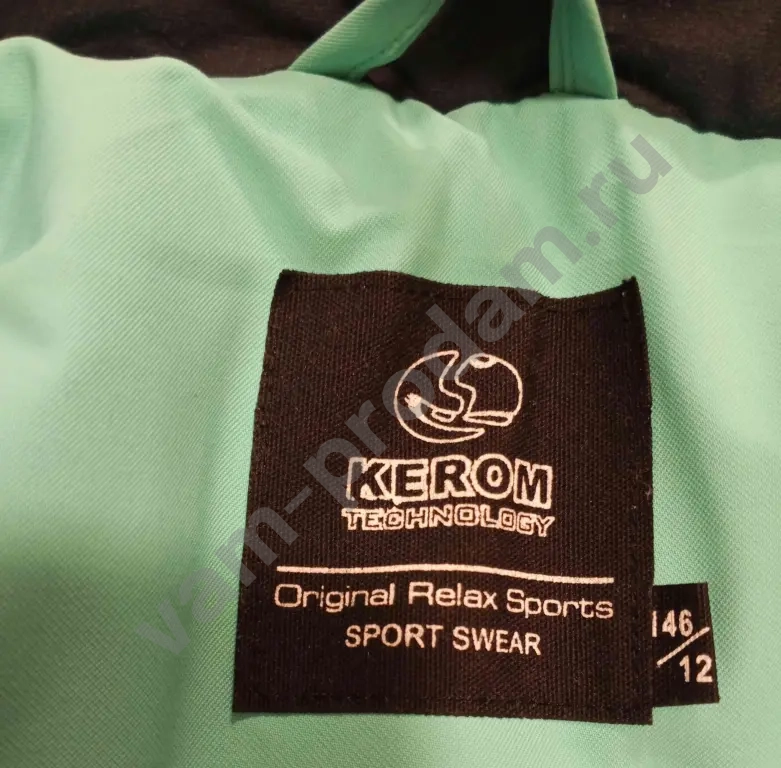 KEROM
TECHNOLOGY
Original Relax Sports
SPORT SWEAR
146/12
vam-prodam.ru